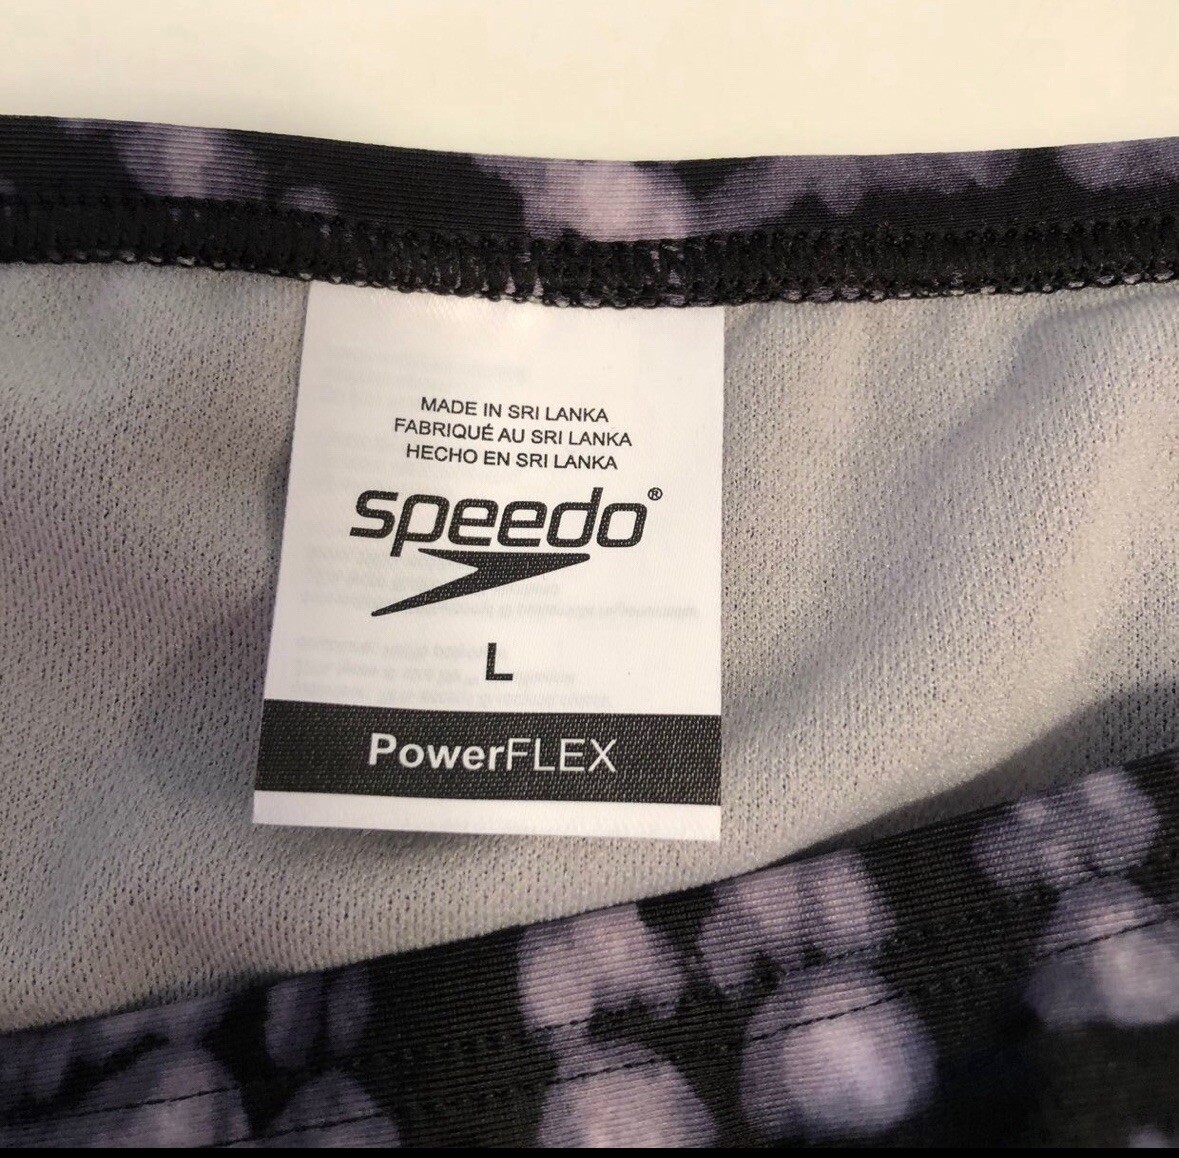 MADE IN SRI LANKA
FABRIQUÉ AU SRI LANKA
HECHO EN SRI LANKA
speedo®
L
PowerFLEX